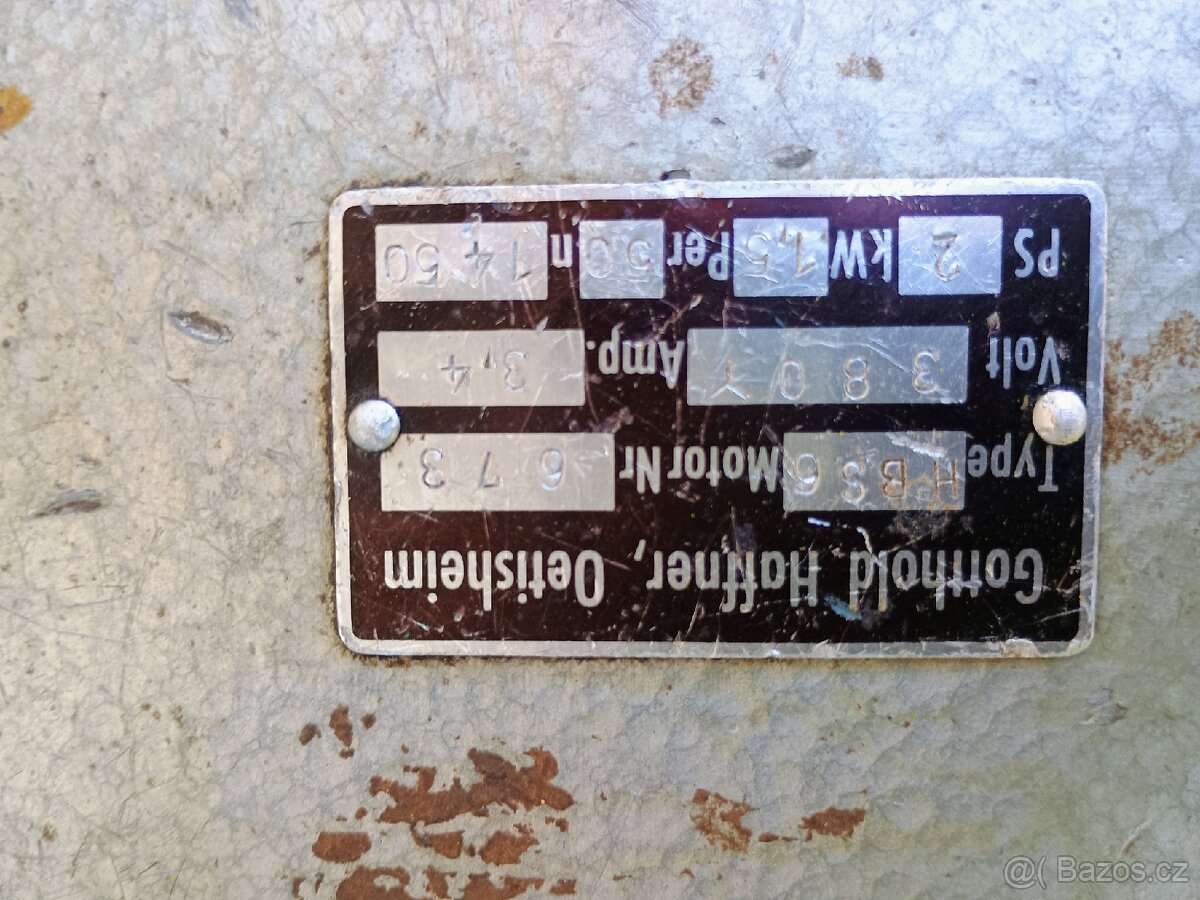 Gotthold Haffner, Oetisheim
Type HBS6 Motor Nr 673
Volt 380 Y Amp. 3,4
PS 2 kW 1,5 Per 50 n 1450
@( Bazos.cz